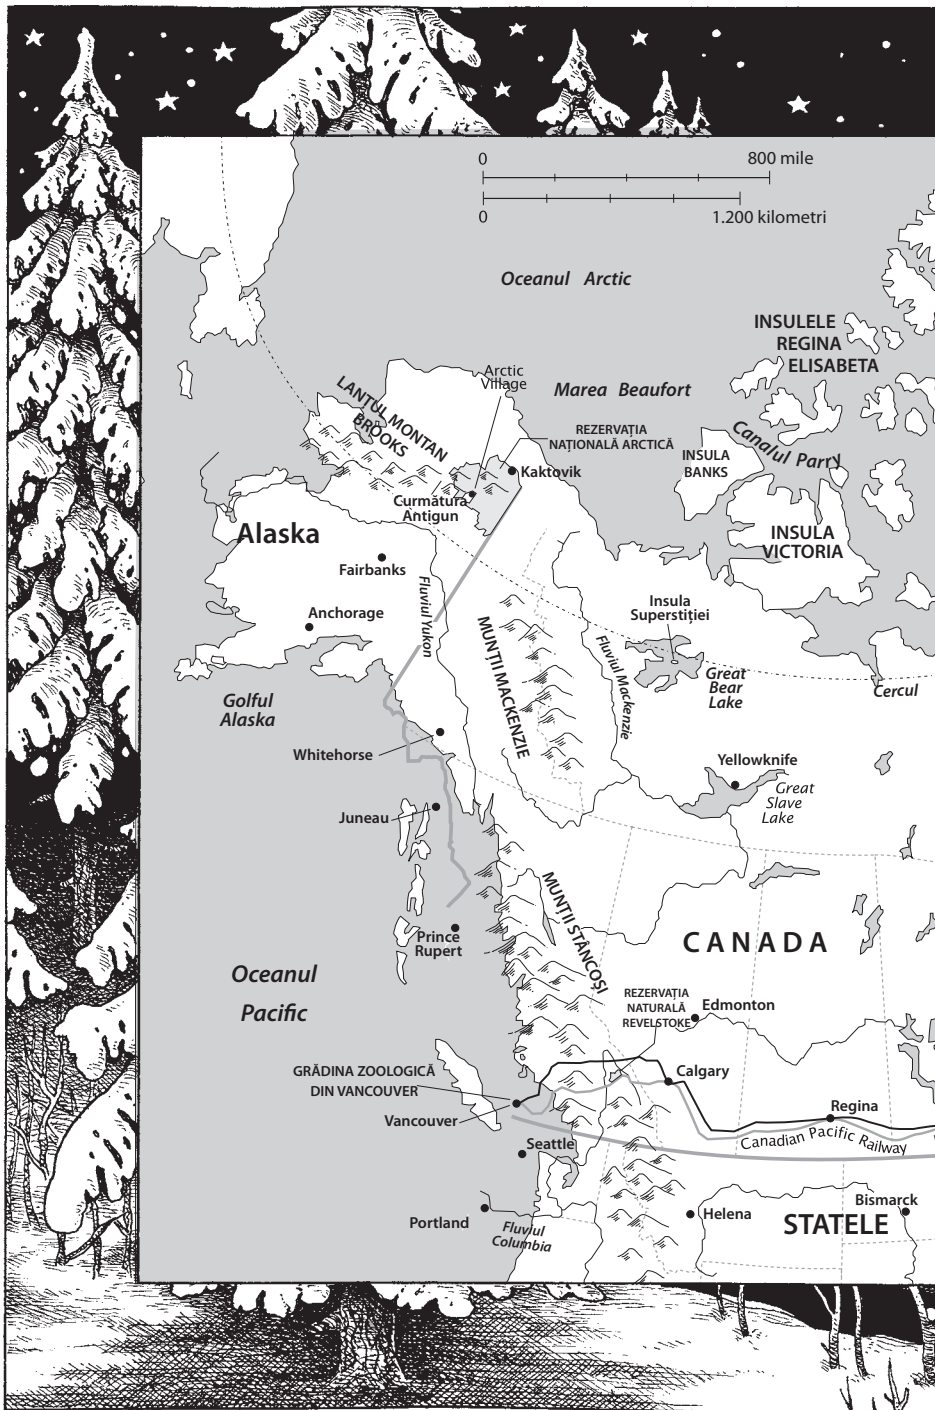 0 800 mile
0 1.200 kilometri
Oceanul Arctic
INSULELE
REGINA
ELISABETA
Arctic
Village
Marea Beaufort
LANTUL MONTAN
BROOKS
REZERVAȚIA
NAȚIONALĂ ARCTICĂ
Canalul Parry
INSULA
BANKS
Kaktovik
Curmătura
Antigun
Alaska
INSULA
VICTORIA
Fairbanks
Fluviul Yukon
Anchorage
Insula
Superstiției
MUNȚII MACKENZIE
Fluviul Mackenzie
Great
Bear
Lake
Cercul
Golful
Alaska
Whitehorse
Yellowknife
Great
Slave
Lake
Juneau
MUNȚII STÂNCOȘI
Prince
Rupert
CANADA
Oceanul
Pacific
REZERVAȚIA
NATURALĂ
REVELSTOKE
Edmonton
GRĂDINA ZOOLOGICĂ
DIN VANCOUVER
Calgary
Vancouver
Regina
Canadian Pacific Railway
Seattle
Portland
Fluviul
Columbia
Helena
STATELE
Bismarck